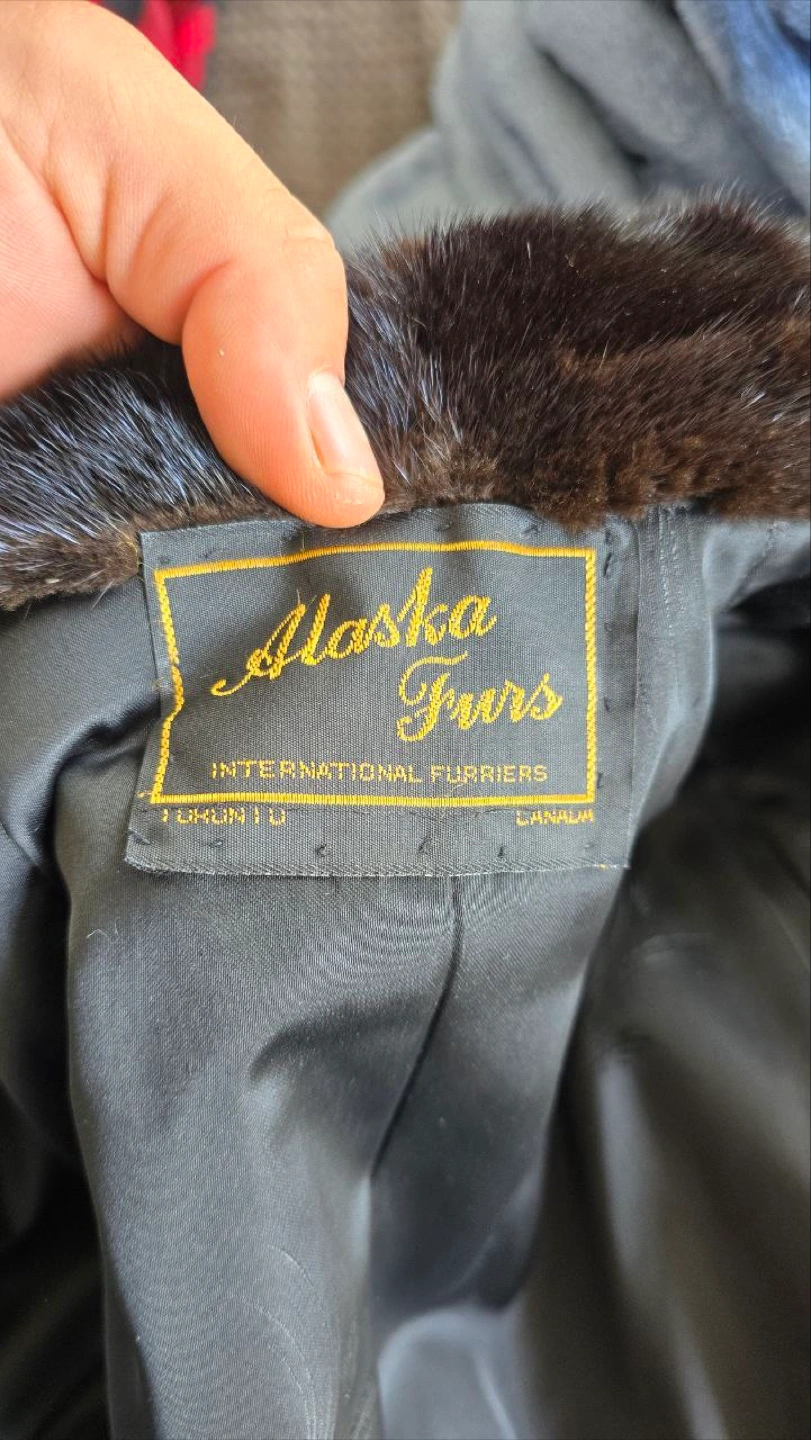 Alaska
Furs
INTERNATIONAL FURRIERS
TORONTO CANADA